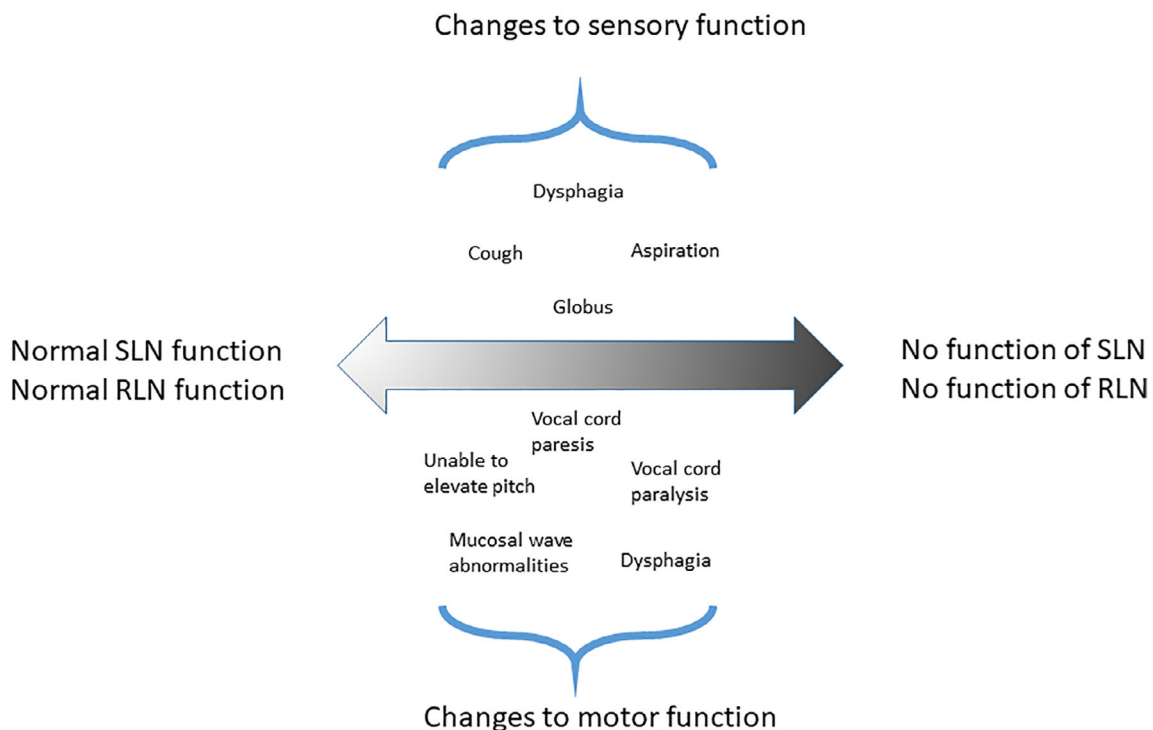 Changes to sensory function
Dysphagia
Cough
Aspiration
Globus
Normal SLN function
Normal RLN function
No function of SLN
No function of RLN
Vocal cord
paresis
Unable to
elevate pitch
Vocal cord
paralysis
Mucosal wave
abnormalities
Dysphagia
Changes to motor function